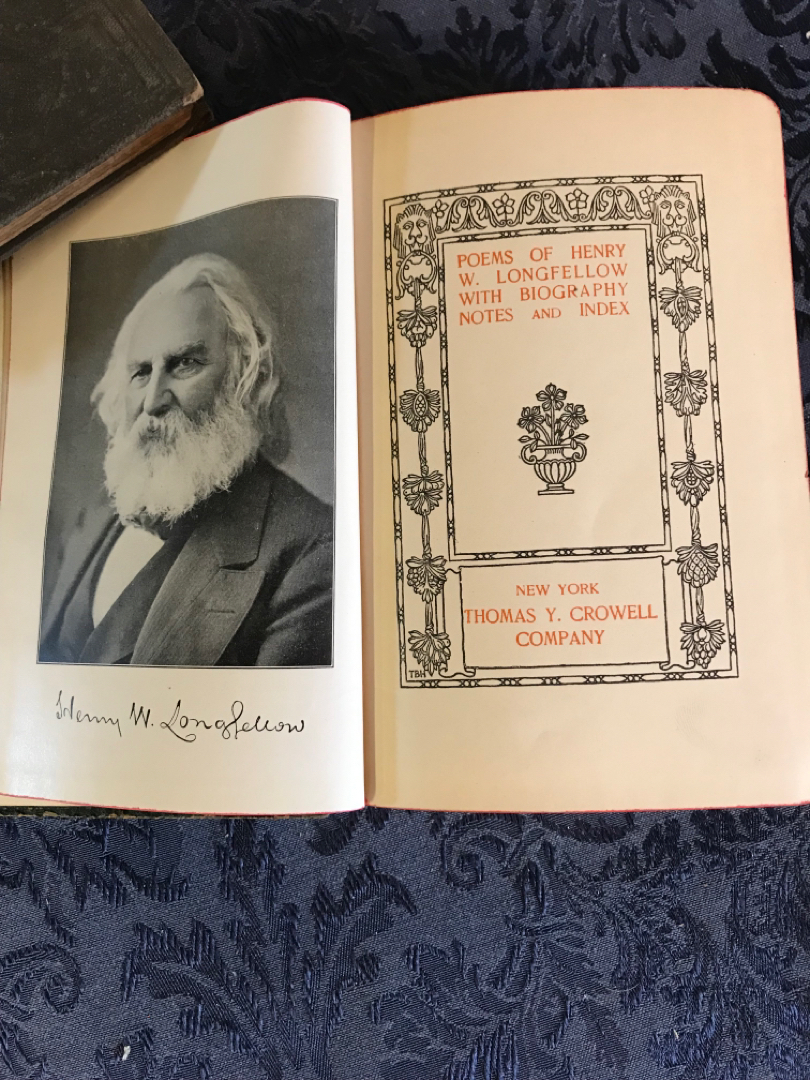 Henry W. Longfellow
POEMS OF HENRY
W. LONGFELLOW
WITH BIOGRAPHY
NOTES AND INDEX
NEW YORK
THOMAS Y. CROWELL
COMPANY
TBH